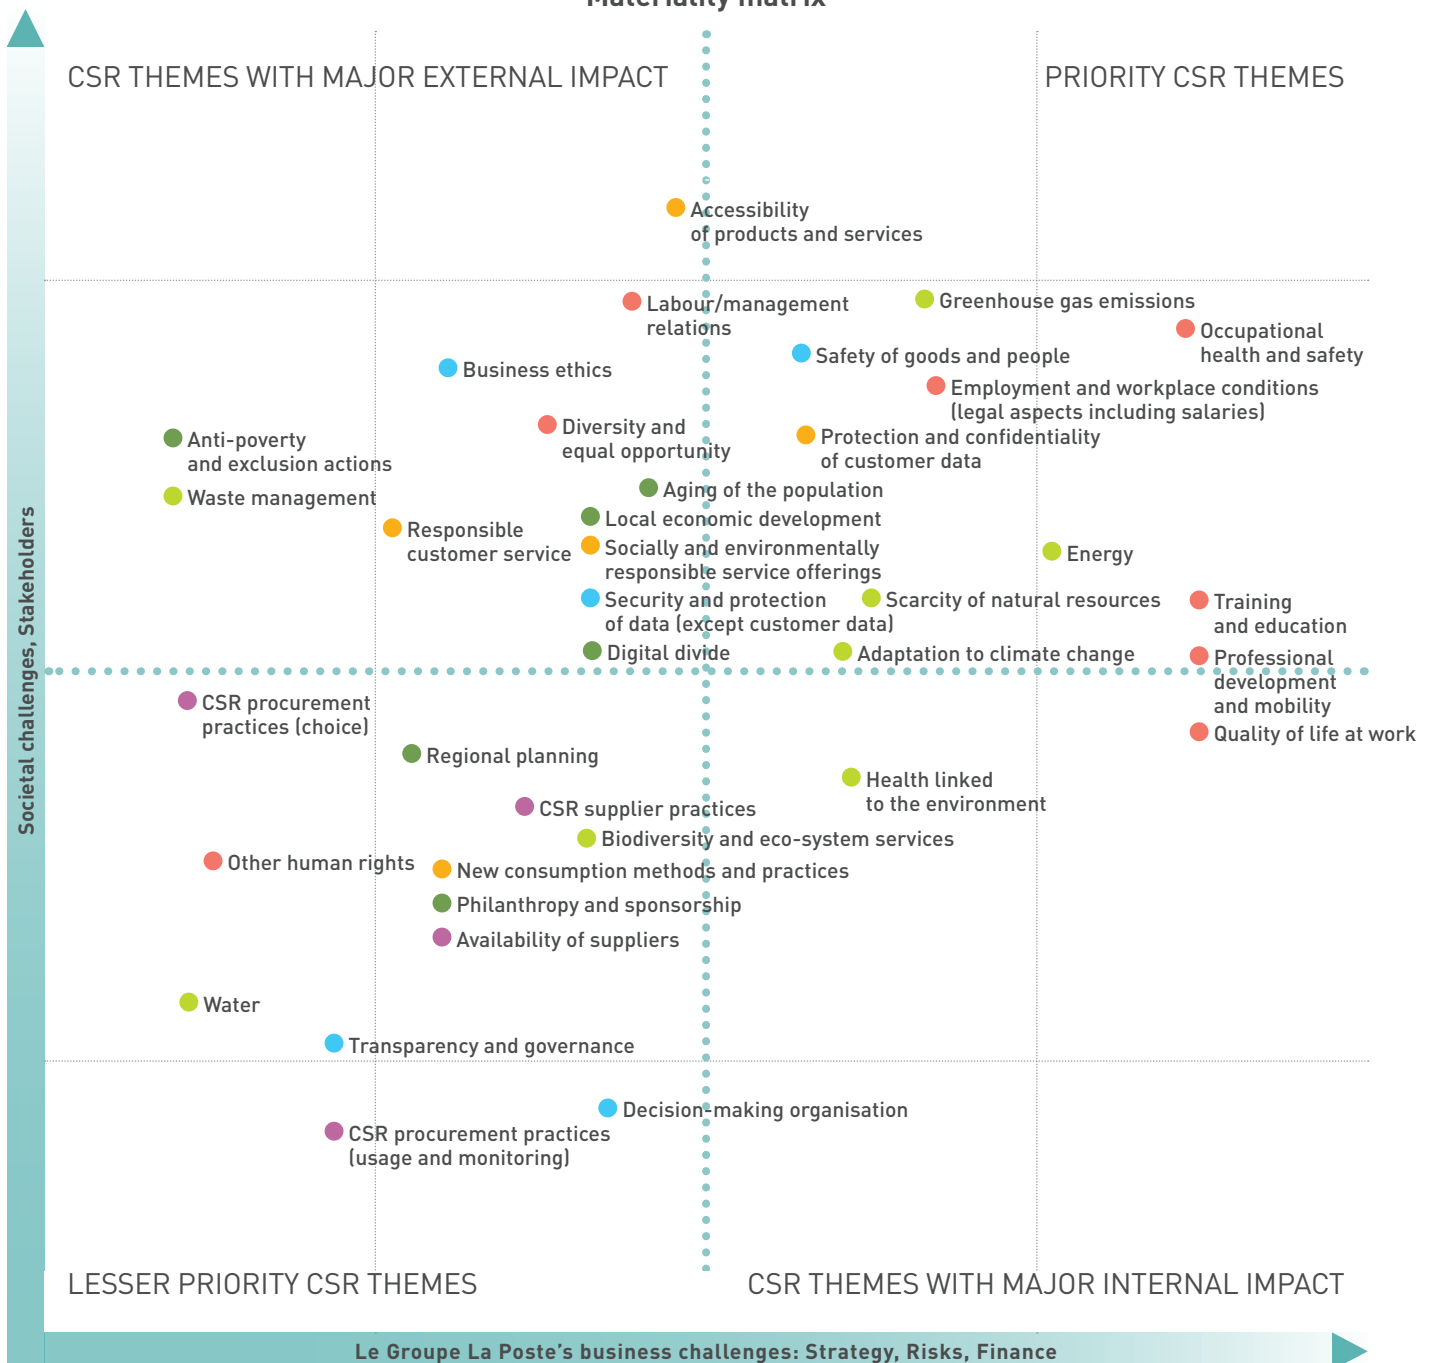 Materiality matrix
CSR THEMES WITH MAJOR EXTERNAL IMPACT
PRIORITY CSR THEMES
Accessibility
of products and services
Labour/management
relations
Greenhouse gas emissions
Occupational
health and safety
Safety of goods and people
Business ethics
Employment and workplace conditions
(legal aspects including salaries)
Diversity and
equal opportunity
Protection and confidentiality
of customer data
Anti-poverty
and exclusion actions
Waste management
Aging of the population
Local economic development
Responsible
customer service
Socially and environmentally
responsible service offerings
Energy
Security and protection
of data (except customer data)
Scarcity of natural resources
Training
and education
Digital divide
Adaptation to climate change
Professional
development
and mobility
CSR procurement
practices (choice)
Quality of life at work
Regional planning
Health linked
to the environment
CSR supplier practices
Biodiversity and eco-system services
Other human rights
New consumption methods and practices
Philanthropy and sponsorship
Availability of suppliers
Water
Transparency and governance
Decision-making organisation
CSR procurement practices
(usage and monitoring)
LESSER PRIORITY CSR THEMES
CSR THEMES WITH MAJOR INTERNAL IMPACT
Societal challenges, Stakeholders
Le Groupe La Poste's business challenges: Strategy, Risks, Finance